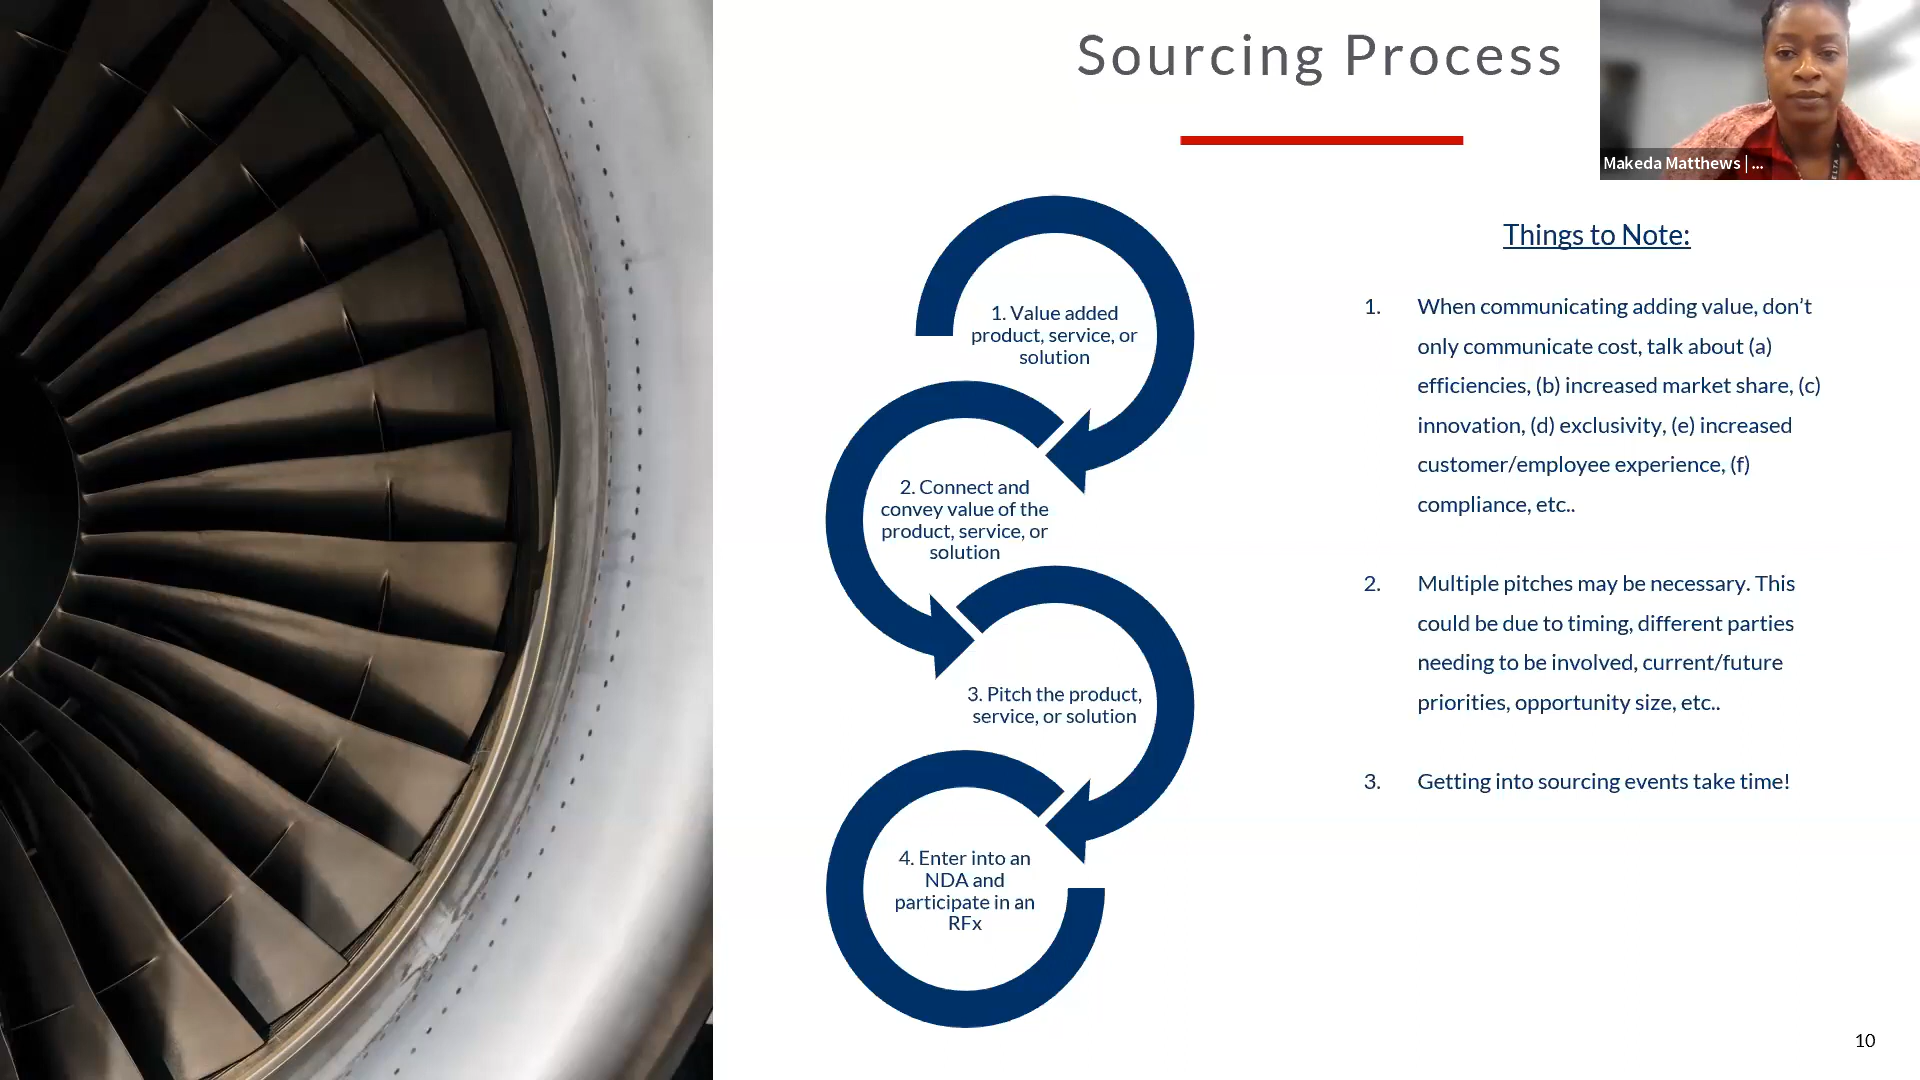 Sourcing Process
Makeda Matthews | ...
1. Value added
product, service, or
solution
2. Connect and
convey value of the
product, service, or
solution
3. Pitch the product,
service, or solution
4. Enter into an
NDA and
participate in an
RFx
Things to Note:
1. When communicating adding value, don’t
only communicate cost, talk about (a)
efficiencies, (b) increased market share, (c)
innovation, (d) exclusivity, (e) increased
customer/employee experience, (f)
compliance, etc..
2. Multiple pitches may be necessary. This
could be due to timing, different parties
needing to be involved, current/future
priorities, opportunity size, etc..
3. Getting into sourcing events take time!
10